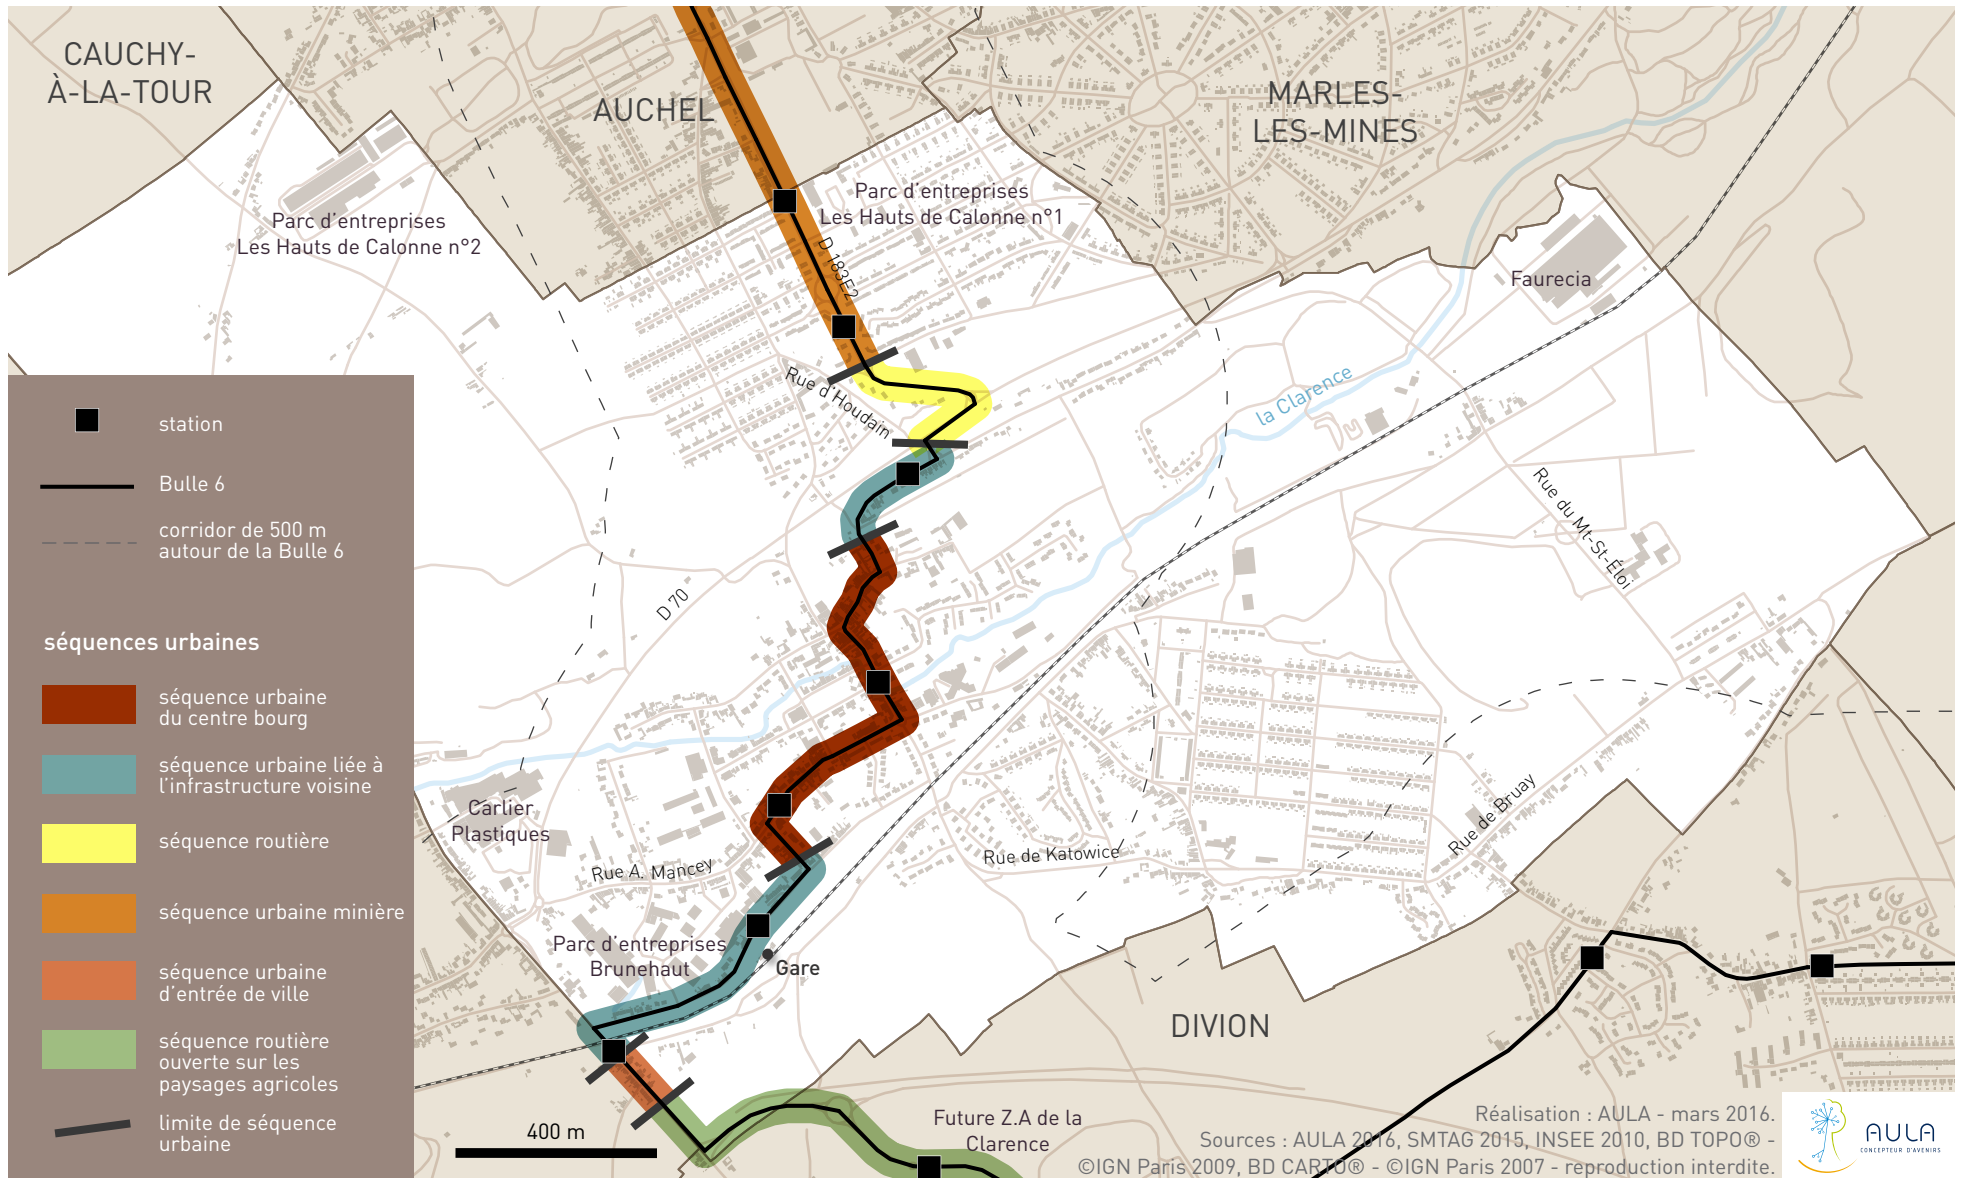 CAUCHY-
À-LA-TOUR
AUCHEL
MARLES-
LES-MINES
Parc d'entreprises
Les Hauts de Calonne n°1
Parc d'entreprises
Les Hauts de Calonne n°2
D 183E2
Faurecia
Rue d'Houdain
la Clarence
Rue du Mt-St-Éloi
D 70
Carlier
Plastiques
Rue A. Mancey
Rue de Katowice
Rue de Bruay
Parc d'entreprises
Brunehaut
Gare
DIVION
Future Z.A de la
Clarence
400 m
station
Bulle 6
corridor de 500 m
autour de la Bulle 6
séquences urbaines
séquence urbaine
du centre bourg
séquence urbaine liée à
l'infrastructure voisine
séquence routière
séquence urbaine minière
séquence urbaine
d'entrée de ville
séquence routière
ouverte sur les
paysages agricoles
limite de séquence
urbaine
Réalisation : AULA - mars 2016.
Sources : AULA 2016, SMTAG 2015, INSEE 2010, BD TOPO® -
©IGN Paris 2009, BD CARTO® - ©IGN Paris 2007 - reproduction interdite.
AULA
CONCEPTEUR D'AVENIRS